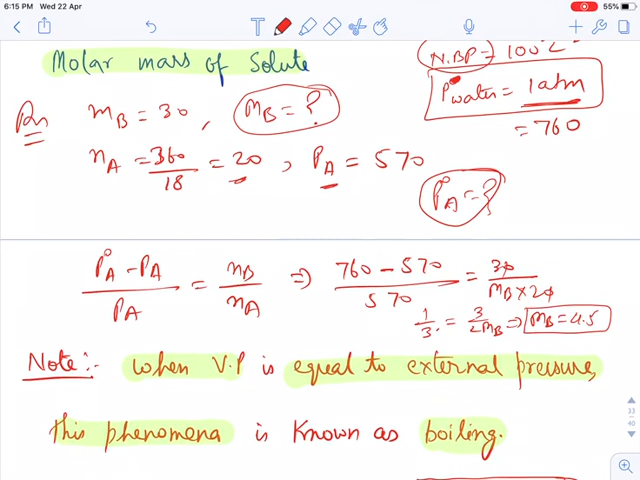 6:15 PM Wed 22 Apr
55%
Molar mass of Solute
N.BP = 100°C
P°water = 1atm
= 760
mB = 30 , MB = ?
nA = 360/18 = 20 , PA = 570
P°A = ?
P°A - PA / PA = nB / nA ⇒ 760 - 570 / 570 = 30 / MB × 20
1/3 = 3/2MB ⇒ MB = 4.5
Note :- when V.P is equal to external pressure,
this phenomena is known as boiling.
23
40